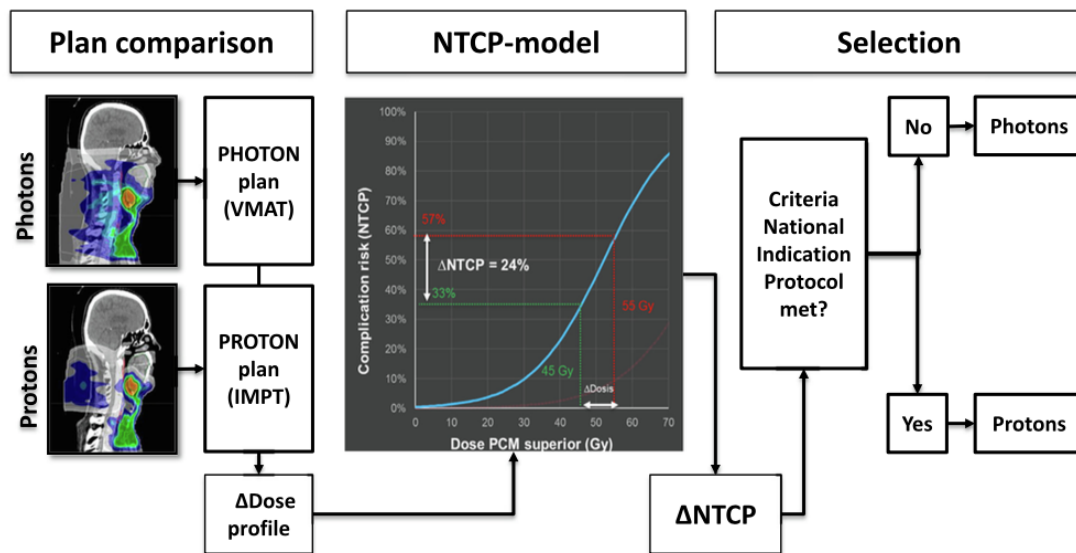 Plan comparison
NTCP-model
Selection
Photons
PHOTON
plan
(VMAT)
Protons
PROTON
plan
(IMPT)
ΔDose
profile
Complication risk (NTCP)
100%
90%
80%
70%
60%
50%
40%
30%
20%
10%
0%
57%
ΔNTCP = 24%
33%
55 Gy
45 Gy
ΔDosis
0
10
20
30
40
50
60
70
Dose PCM superior (Gy)
ΔNTCP
Criteria
National
Indication
Protocol
met?
No
Photons
Yes
Protons